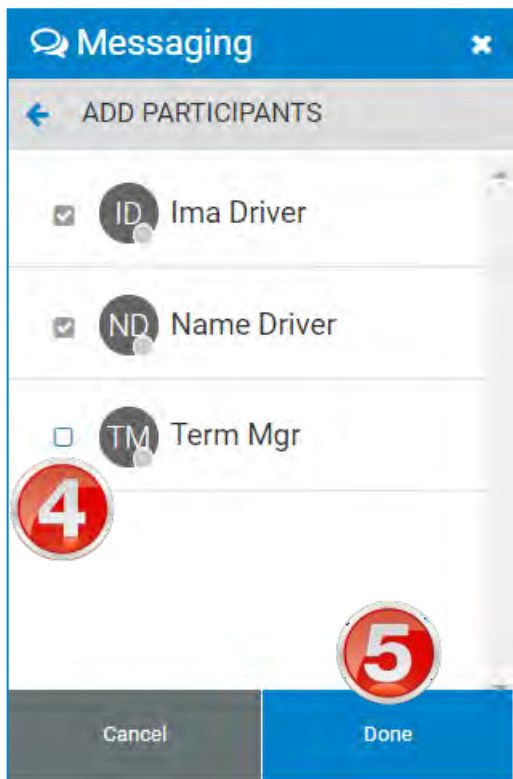 Messaging
ADD PARTICIPANTS
ID Ima Driver
ND Name Driver
TM Term Mgr
4
5
Cancel Done